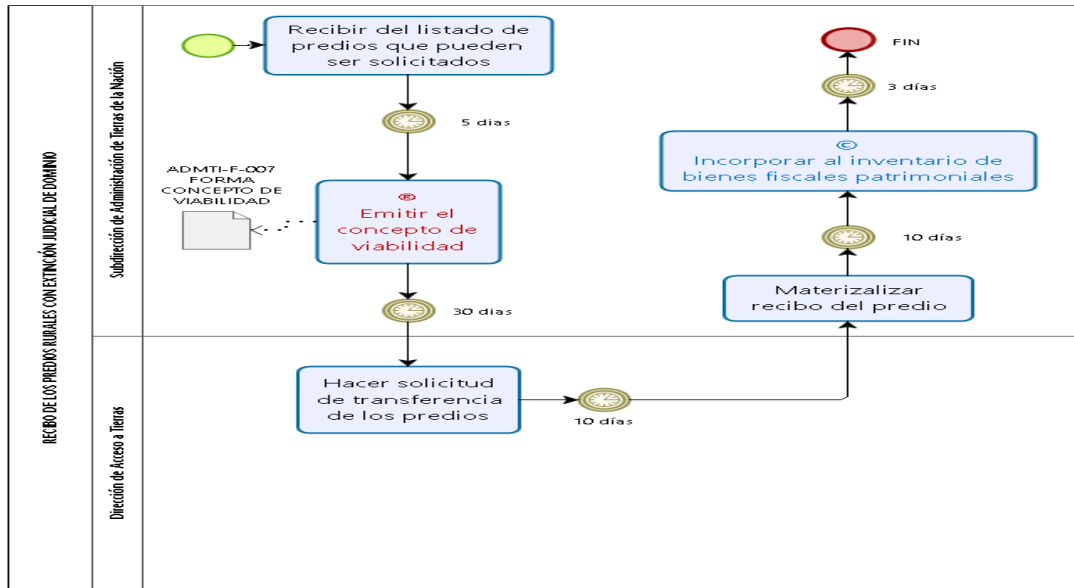 RECIBO DE LOS PREDIOS RURALES CON EXTINCIÓN JUDICIAL DE DOMINIO
Subdirección de Administración de Tierras de la Nación
Recibir del listado de
predios que pueden
ser solicitados
5 días
ADMTI-F-007
FORMA
CONCEPTO DE
VIABILIDAD
®
Emitir el
concepto de
viabilidad
30 días
Dirección de Acceso a Tierras
Hacer solicitud
de transferencia
de los predios
10 días
Materizalizar
recibo del predio
10 días
©
Incorporar al inventario de
bienes fiscales patrimoniales
3 días
FIN